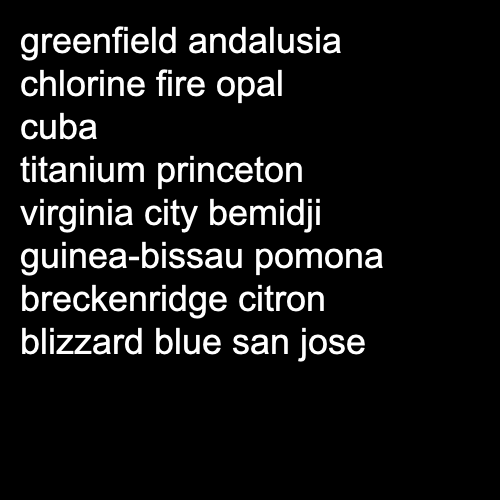 greenfield andalusia
chlorine fire opal
cuba
titanium princeton
virginia city bemidji
guinea-bissau pomona
breckenridge citron
blizzard blue san jose